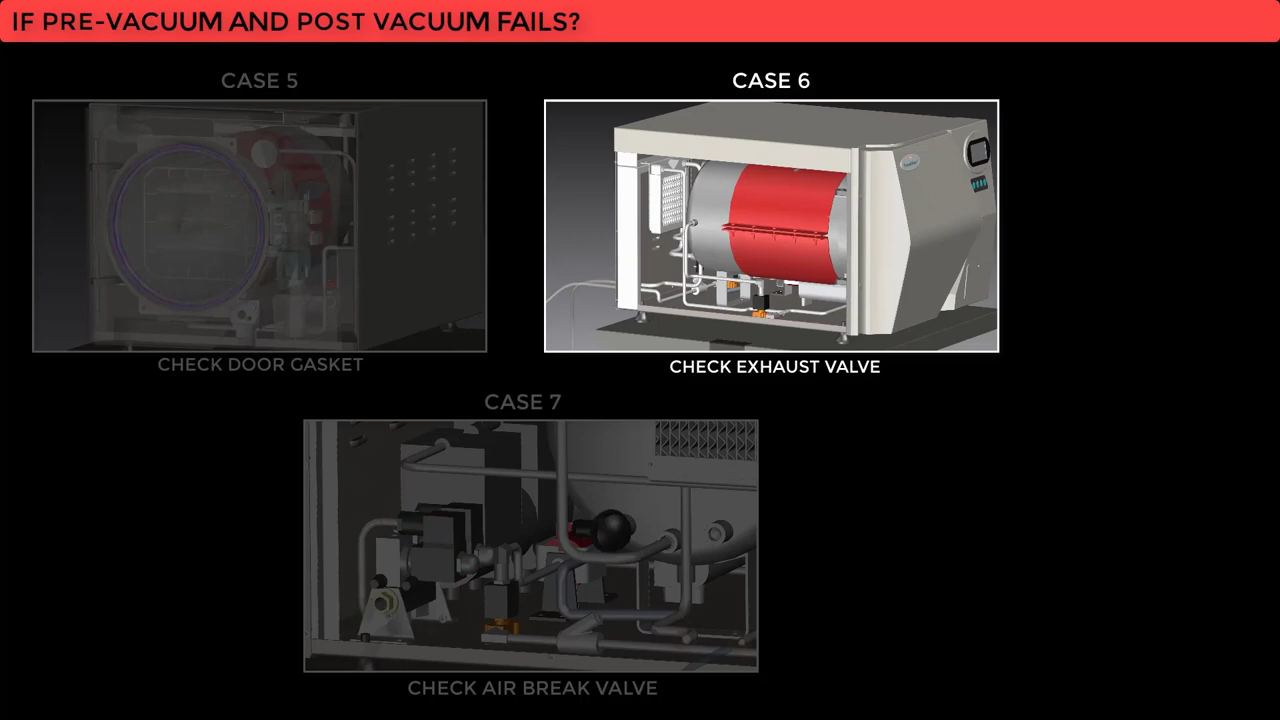 IF PRE-VACUUM AND POST VACUUM FAILS?
CASE 5
CASE 6
CHECK DOOR GASKET
CHECK EXHAUST VALVE
CASE 7
CHECK AIR BREAK VALVE